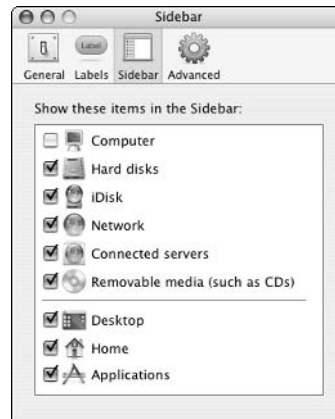 Sidebar
Label
General Labels Sidebar Advanced
Show these items in the Sidebar:
Computer
Hard disks
iDisk
Network
Connected servers
Removable media (such as CDs)
Desktop
Home
Applications